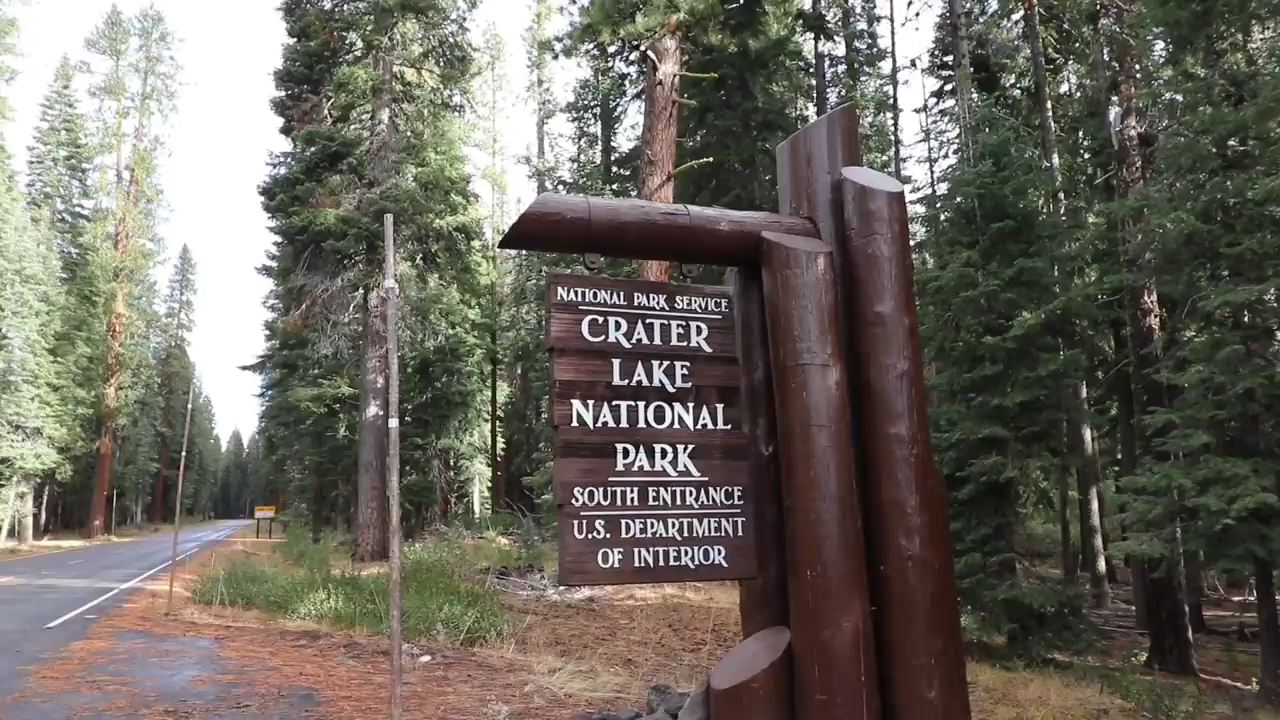 NATIONAL PARK SERVICE
CRATER
LAKE
NATIONAL
PARK
SOUTH ENTRANCE
U.S. DEPARTMENT
OF INTERIOR